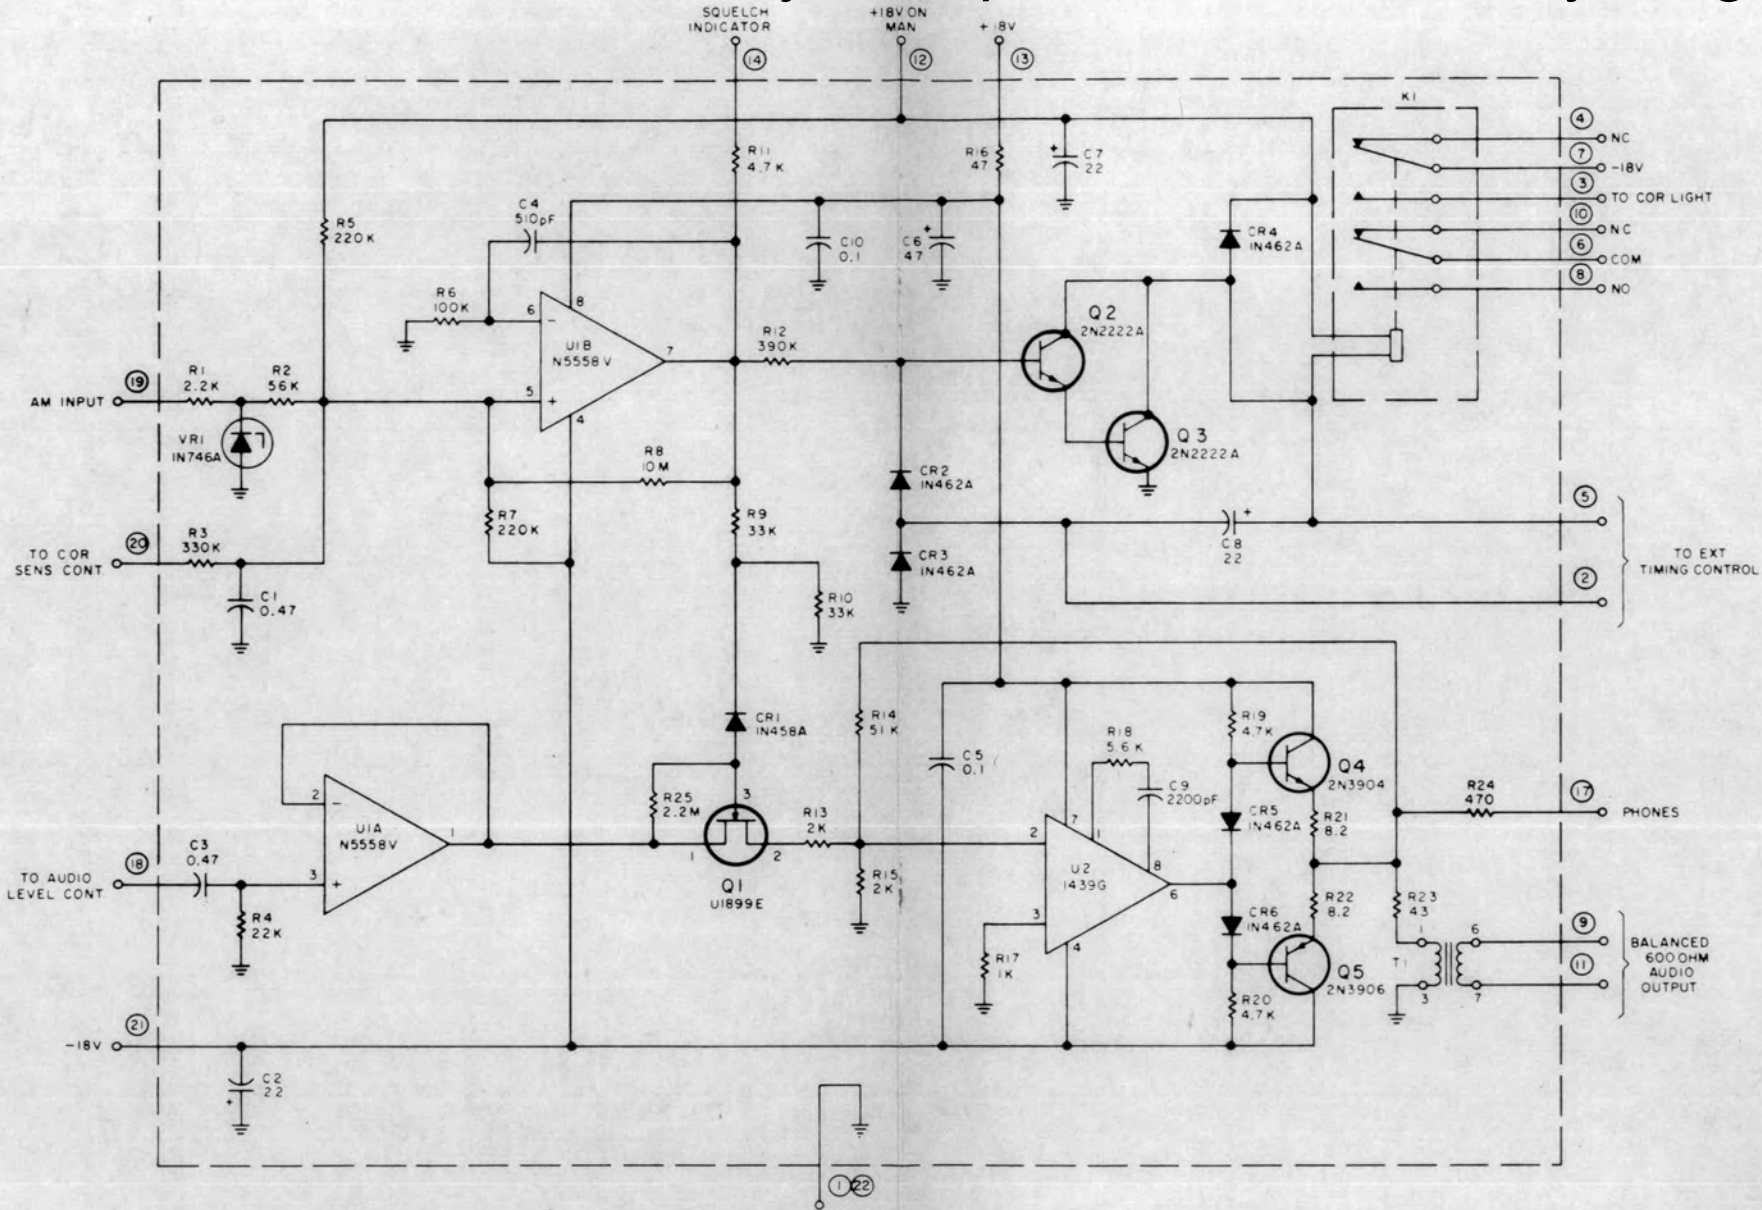 SQUELCH
INDICATOR
+18V ON
MAN
+18V
14
12
13
K1
4
NC
7
-18V
3
TO COR LIGHT
10
NC
6
COM
8
NO
R11
4.7K
R16
47
C7
22
+
C4
510pF
R5
220K
C10
0.1
C6
47
+
CR4
1N462A
R6
100K
6
8
U1B
N5558V
7
5
4
R12
390K
Q2
2N2222A
Q3
2N2222A
19
AM INPUT
R1
2.2K
R2
56K
VR1
1N746A
R8
10M
R7
220K
R9
33K
CR2
1N462A
CR3
1N462A
C8
22
+
5
2
TO EXT
TIMING CONTROL
20
TO COR
SENS CONT.
R3
330K
C1
0.47
R10
33K
CR1
1N458A
R14
51K
C5
0.1
R18
5.6K
C9
2200pF
R19
4.7K
Q4
2N3904
R24
470
17
PHONES
2
U1A
N5558V
1
3
R25
2.2M
3
1
2
Q1
U1899E
R13
2K
R15
2K
2
7
1
U2
1439G
8
6
3
4
CR5
1N462A
R21
8.2
R22
8.2
R23
43
CR6
1N462A
Q5
2N3906
R20
4.7K
R17
1K
T1
1
3
6
7
9
11
BALANCED
600 OHM
AUDIO
OUTPUT
18
TO AUDIO
LEVEL CONT.
C3
0.47
R4
22K
21
-18V
C2
22
+
1
22